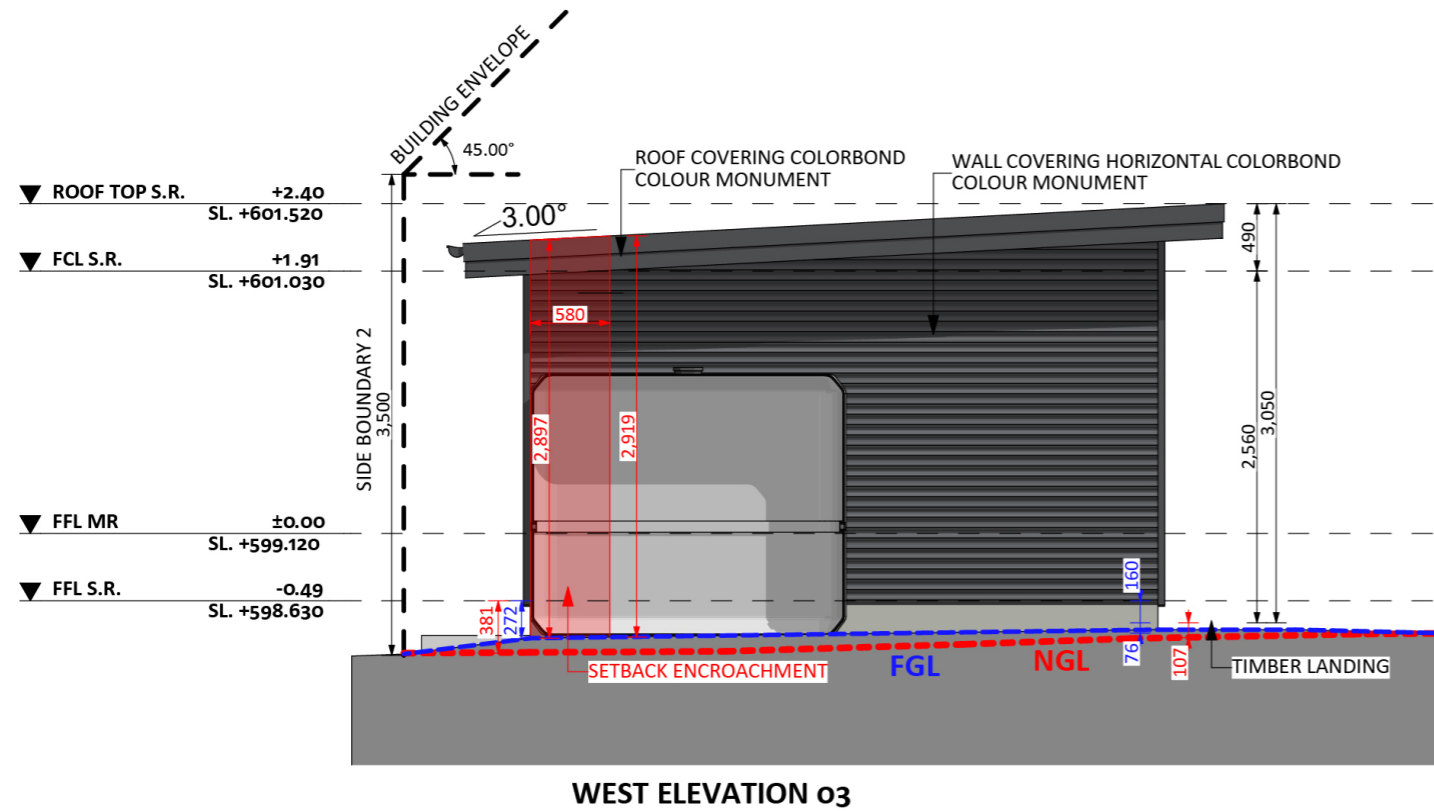 BUILDING ENVELOPE
45.00°
ROOF COVERING COLORBOND
COLOUR MONUMENT
WALL COVERING HORIZONTAL COLORBOND
COLOUR MONUMENT
ROOF TOP S.R. +2.40
SL. +601.520
3.00°
490
FCL S.R. +1.91
SL. +601.030
580
SIDE BOUNDARY 2
3,500
2,897
2,919
2,560
3,050
FFL MR ±0.00
SL. +599.120
FFL S.R. -0.49
SL. +598.630
381
272
160
76
107
SETBACK ENCROACHMENT
FGL
NGL
TIMBER LANDING
WEST ELEVATION 03